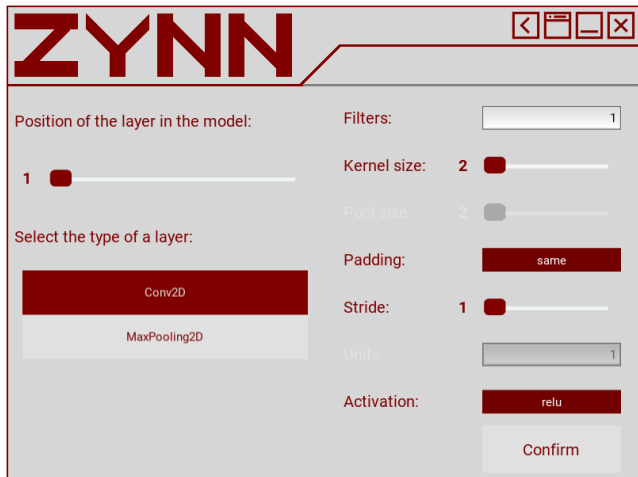 ZYNN
Position of the layer in the model:
1
Select the type of a layer:
Conv2D
MaxPooling2D
Filters: 1
Kernel size: 2
Pool size: 2
Padding: same
Stride: 1
Units: 1
Activation: relu
Confirm